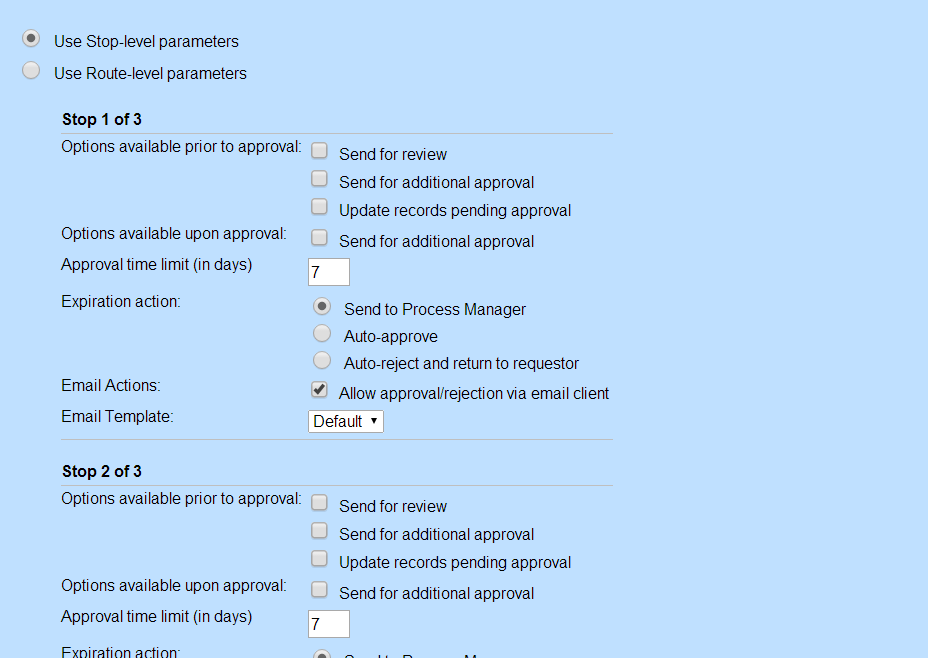 Use Stop-level parameters
Use Route-level parameters
Stop 1 of 3
Options available prior to approval: Send for review
Send for additional approval
Update records pending approval
Options available upon approval: Send for additional approval
Approval time limit (in days) 7
Expiration action: Send to Process Manager
Auto-approve
Auto-reject and return to requestor
Email Actions: Allow approval/rejection via email client
Email Template: Default
Stop 2 of 3
Options available prior to approval: Send for review
Send for additional approval
Update records pending approval
Options available upon approval: Send for additional approval
Approval time limit (in days) 7
Expiration action: